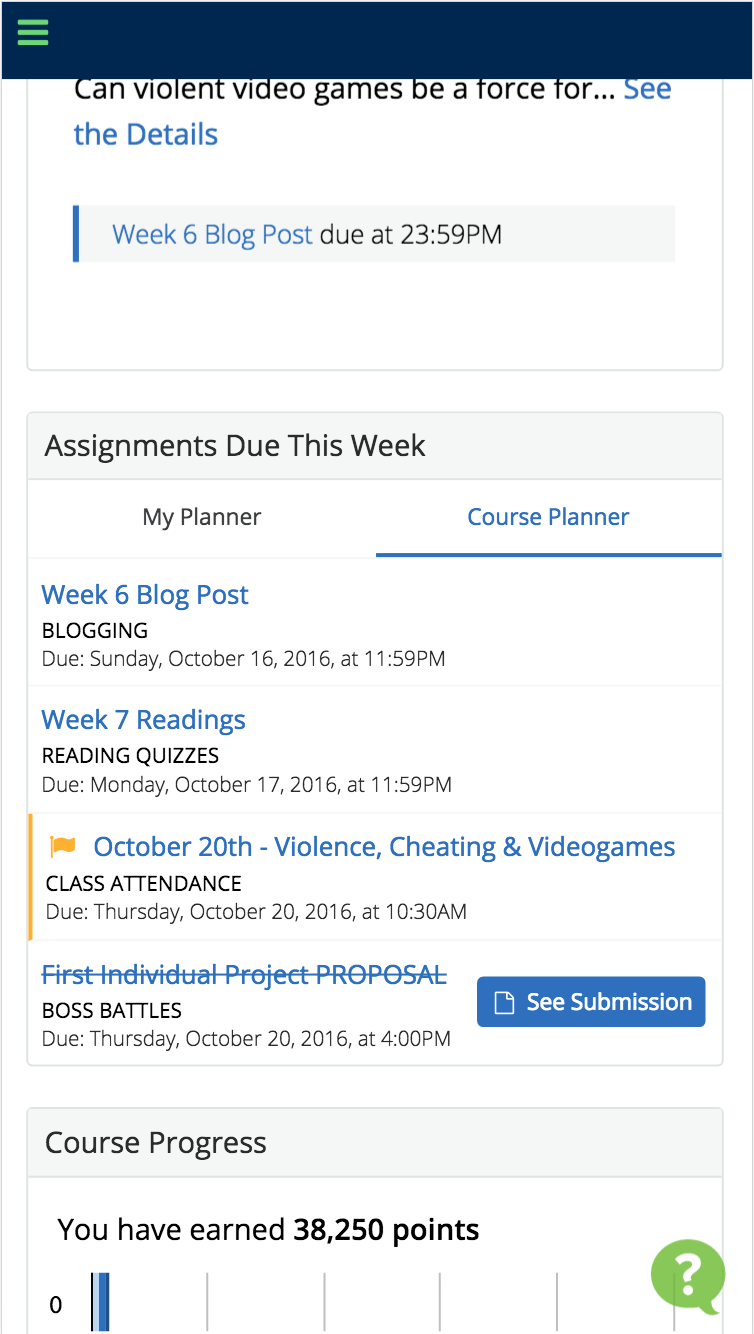 Can violent video games be a force for... See
the Details
Week 6 Blog Post due at 23:59PM
Assignments Due This Week
My Planner
Course Planner
Week 6 Blog Post
BLOGGING
Due: Sunday, October 16, 2016, at 11:59PM
Week 7 Readings
READING QUIZZES
Due: Monday, October 17, 2016, at 11:59PM
October 20th - Violence, Cheating & Videogames
CLASS ATTENDANCE
Due: Thursday, October 20, 2016, at 10:30AM
First Individual Project PROPOSAL
See Submission
BOSS BATTLES
Due: Thursday, October 20, 2016, at 4:00PM
Course Progress
You have earned 38,250 points
0
?